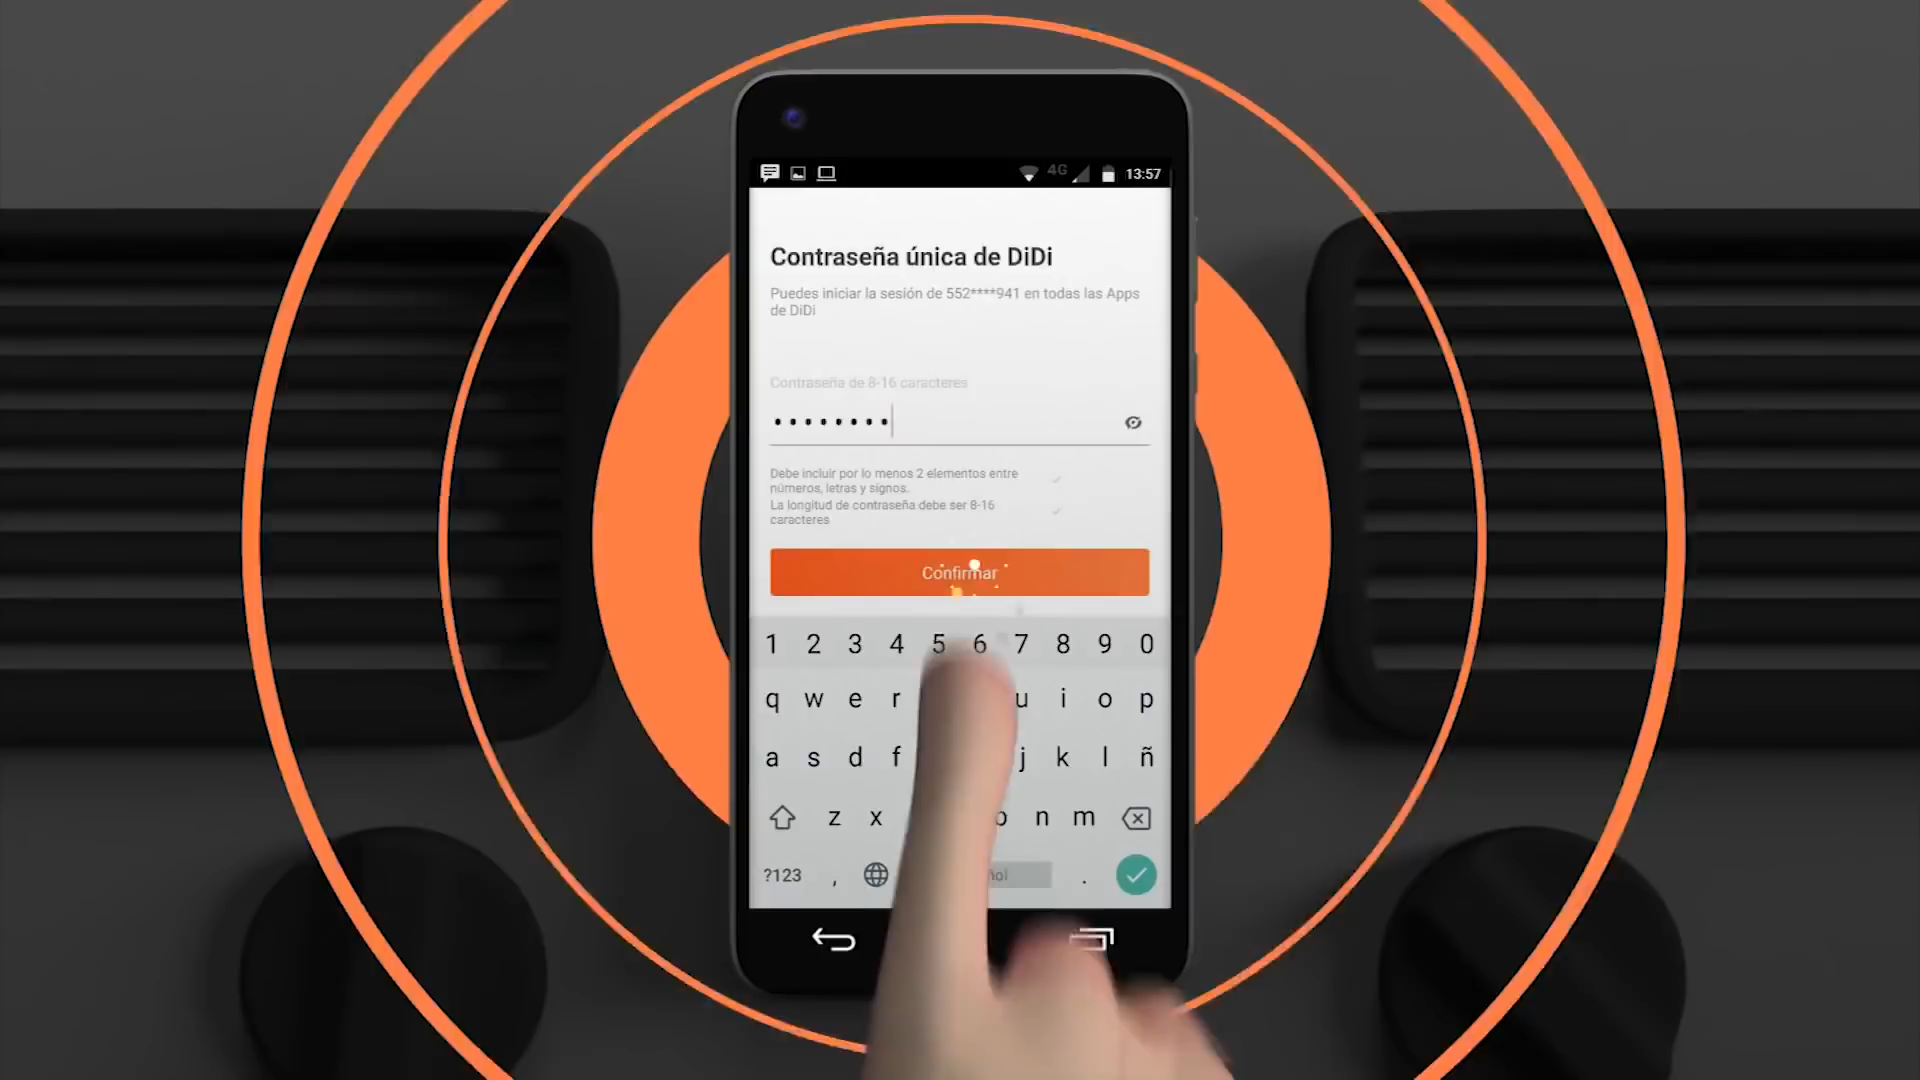 4G 13:57
Contraseña única de DiDi
Puedes iniciar la sesión de 552****941 en todas las Apps
de DiDi
Contraseña de 8-16 caracteres
Debe incluir por lo menos 2 elementos entre
números, letras y signos.
La longitud de contraseña debe ser 8-16
caracteres
Confirmar
1 2 3 4 5 6 7 8 9 0
q w e r u i o p
a s d f j k l ñ
z x n m
?123 , .